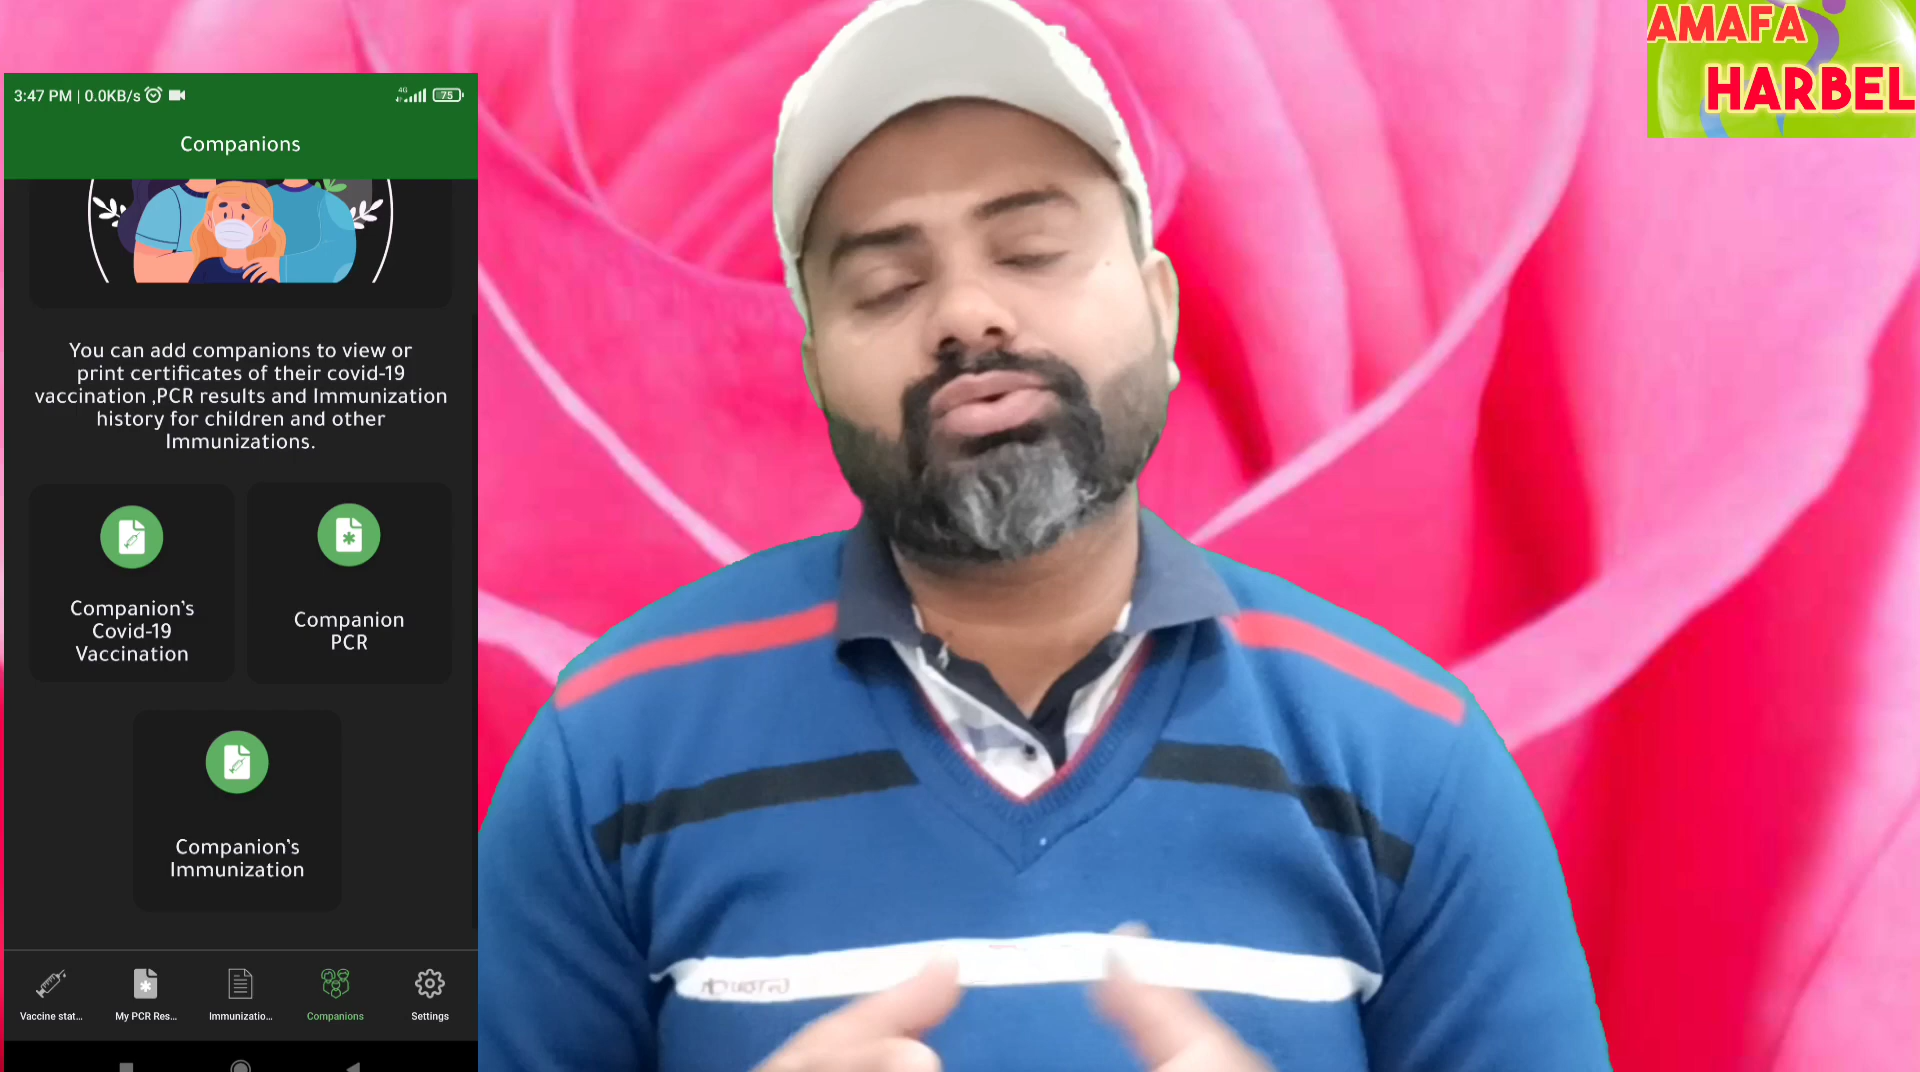 AMAFA
HARBEL
3:47 PM | 0.0KB/s
4G
75
Companions
You can add companions to view or
print certificates of their covid-19
vaccination ,PCR results and Immunization
history for children and other
Immunizations.
Companion's
Covid-19
Vaccination
Companion
PCR
Companion's
Immunization
Vaccine stat...
My PCR Res...
Immunizatio...
Companions
Settings